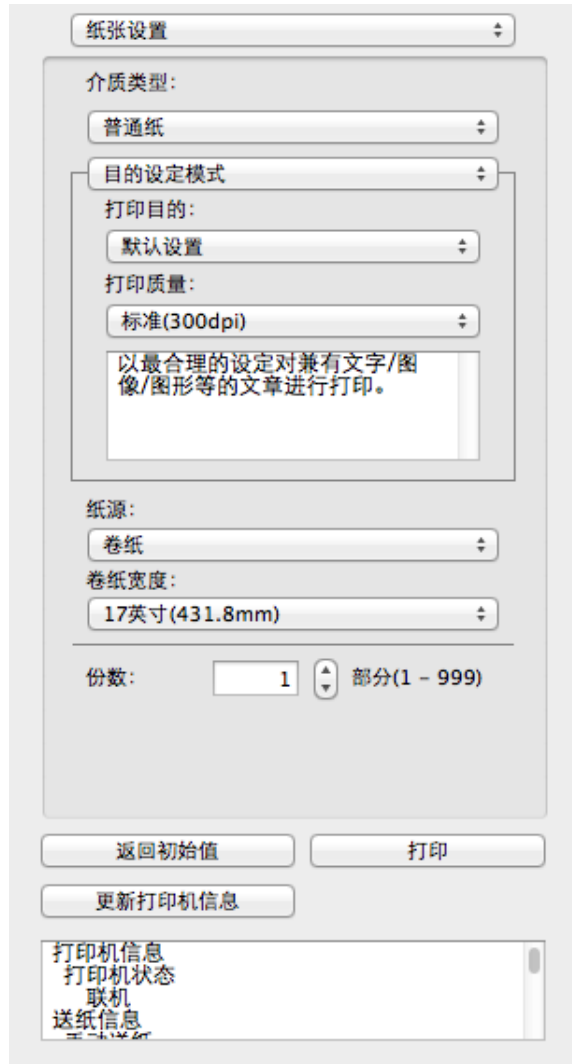 纸张设置
介质类型:
普通纸
目的设定模式
打印目的:
默认设置
打印质量:
标准(300dpi)
以最合理的设定对兼有文字/图
像/图形等的文章进行打印。
纸源:
卷纸
卷纸宽度:
17英寸(431.8mm)
份数: 1 部分(1 – 999)
返回初始值 打印
更新打印机信息
打印机信息
打印机状态
联机
送纸信息